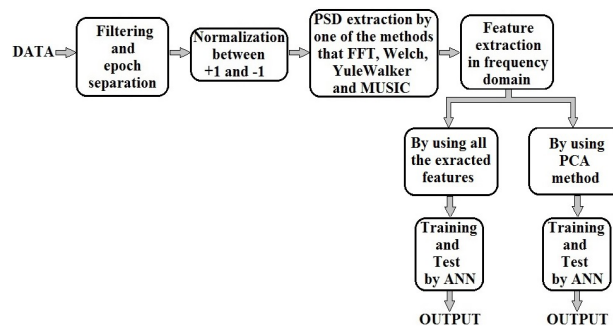 DATA
Filtering
and
epoch
separation
Normalization
between
+1 and -1
PSD extraction by
one of the methods
that FFT, Welch,
YuleWalker
and MUSIC
Feature
extraction
in frequency
domain
By using all
the exracted
features
By using
PCA
method
Training
and
Test
by ANN
Training
and
Test
by ANN
OUTPUT
OUTPUT